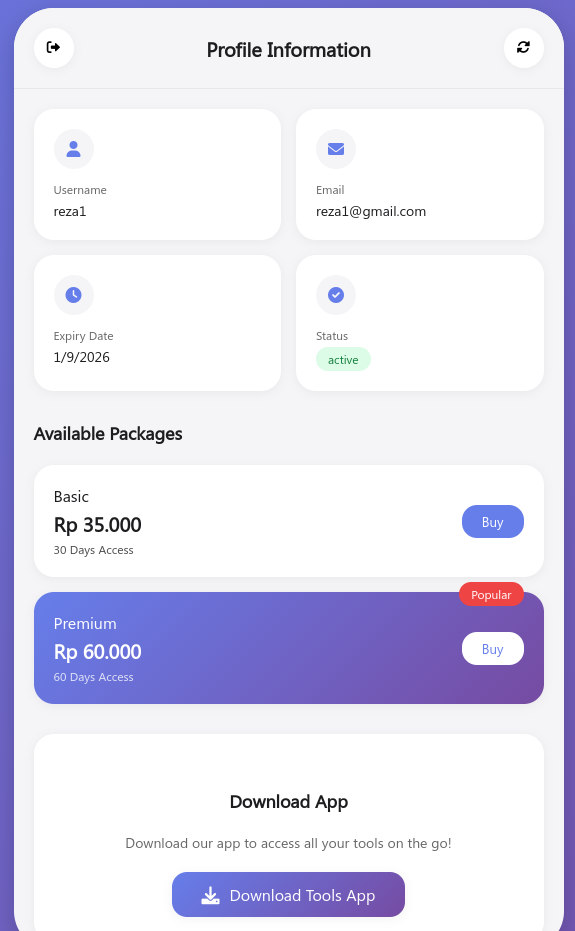 Profile Information
Username
reza1
Email
reza1@gmail.com
Expiry Date
1/9/2026
Status
active
Available Packages
Basic
Rp 35.000
30 Days Access
Buy
Popular
Premium
Rp 60.000
60 Days Access
Buy
Download App
Download our app to access all your tools on the go!
Download Tools App